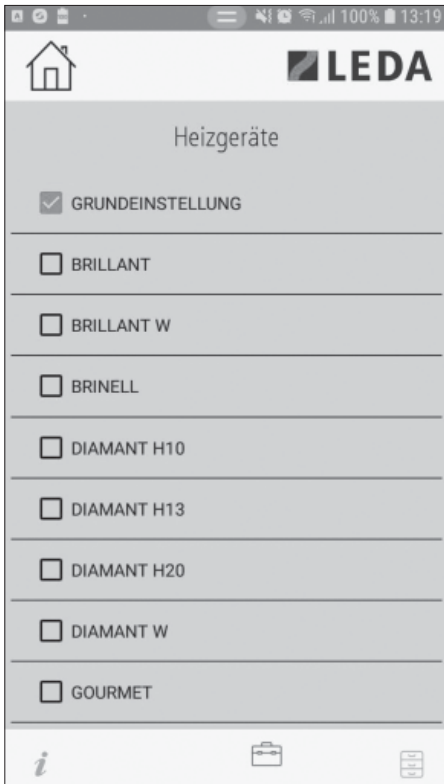 100% 13:19
LEDA
Heizgeräte
GRUNDEINSTELLUNG
BRILLANT
BRILLANT W
BRINELL
DIAMANT H10
DIAMANT H13
DIAMANT H20
DIAMANT W
GOURMET
i